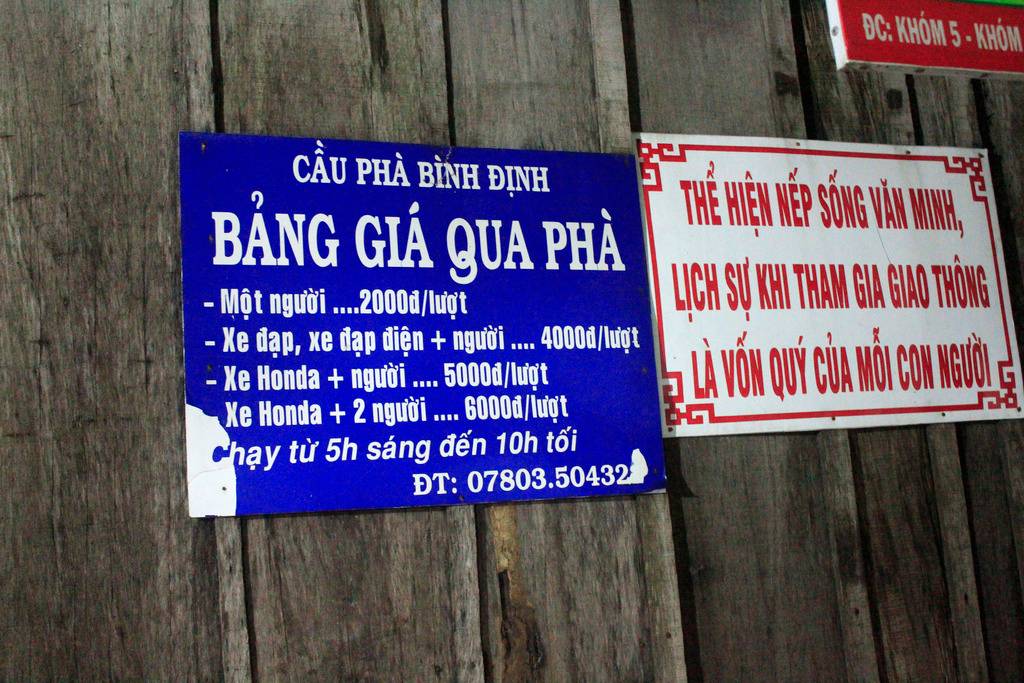 CẦU PHÀ BÌNH ĐỊNH
BẢNG GIÁ QUA PHÀ
- Một người ....2000đ/lượt
- Xe đạp, xe đạp điện + người .... 4000đ/lượt
- Xe Honda + người .... 5000đ/lượt
Xe Honda + 2 người .... 6000đ/lượt
Chạy từ 5h sáng đến 10h tối
ĐT: 07803.50432
THỂ HIỆN NẾP SỐNG VĂN MINH,
LỊCH SỰ KHI THAM GIA GIAO THÔNG
LÀ VỐN QUÝ CỦA MỖI CON NGƯỜI
ĐC: KHÓM 5 - KHÓM